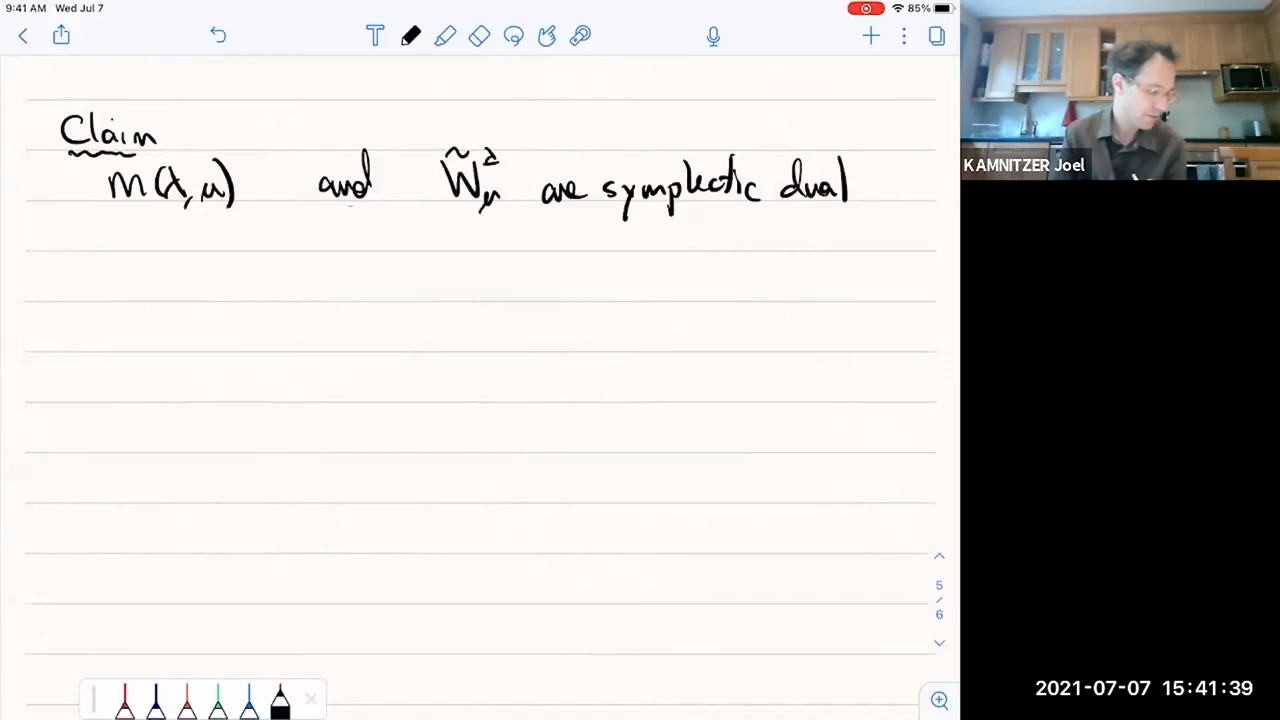 9:41 AM Wed Jul 7
85%
Claim
M(λ, μ) and W̃^λ_μ are symplectic dual
KAMNITZER Joel
5
6
2021-07-07 15:41:39